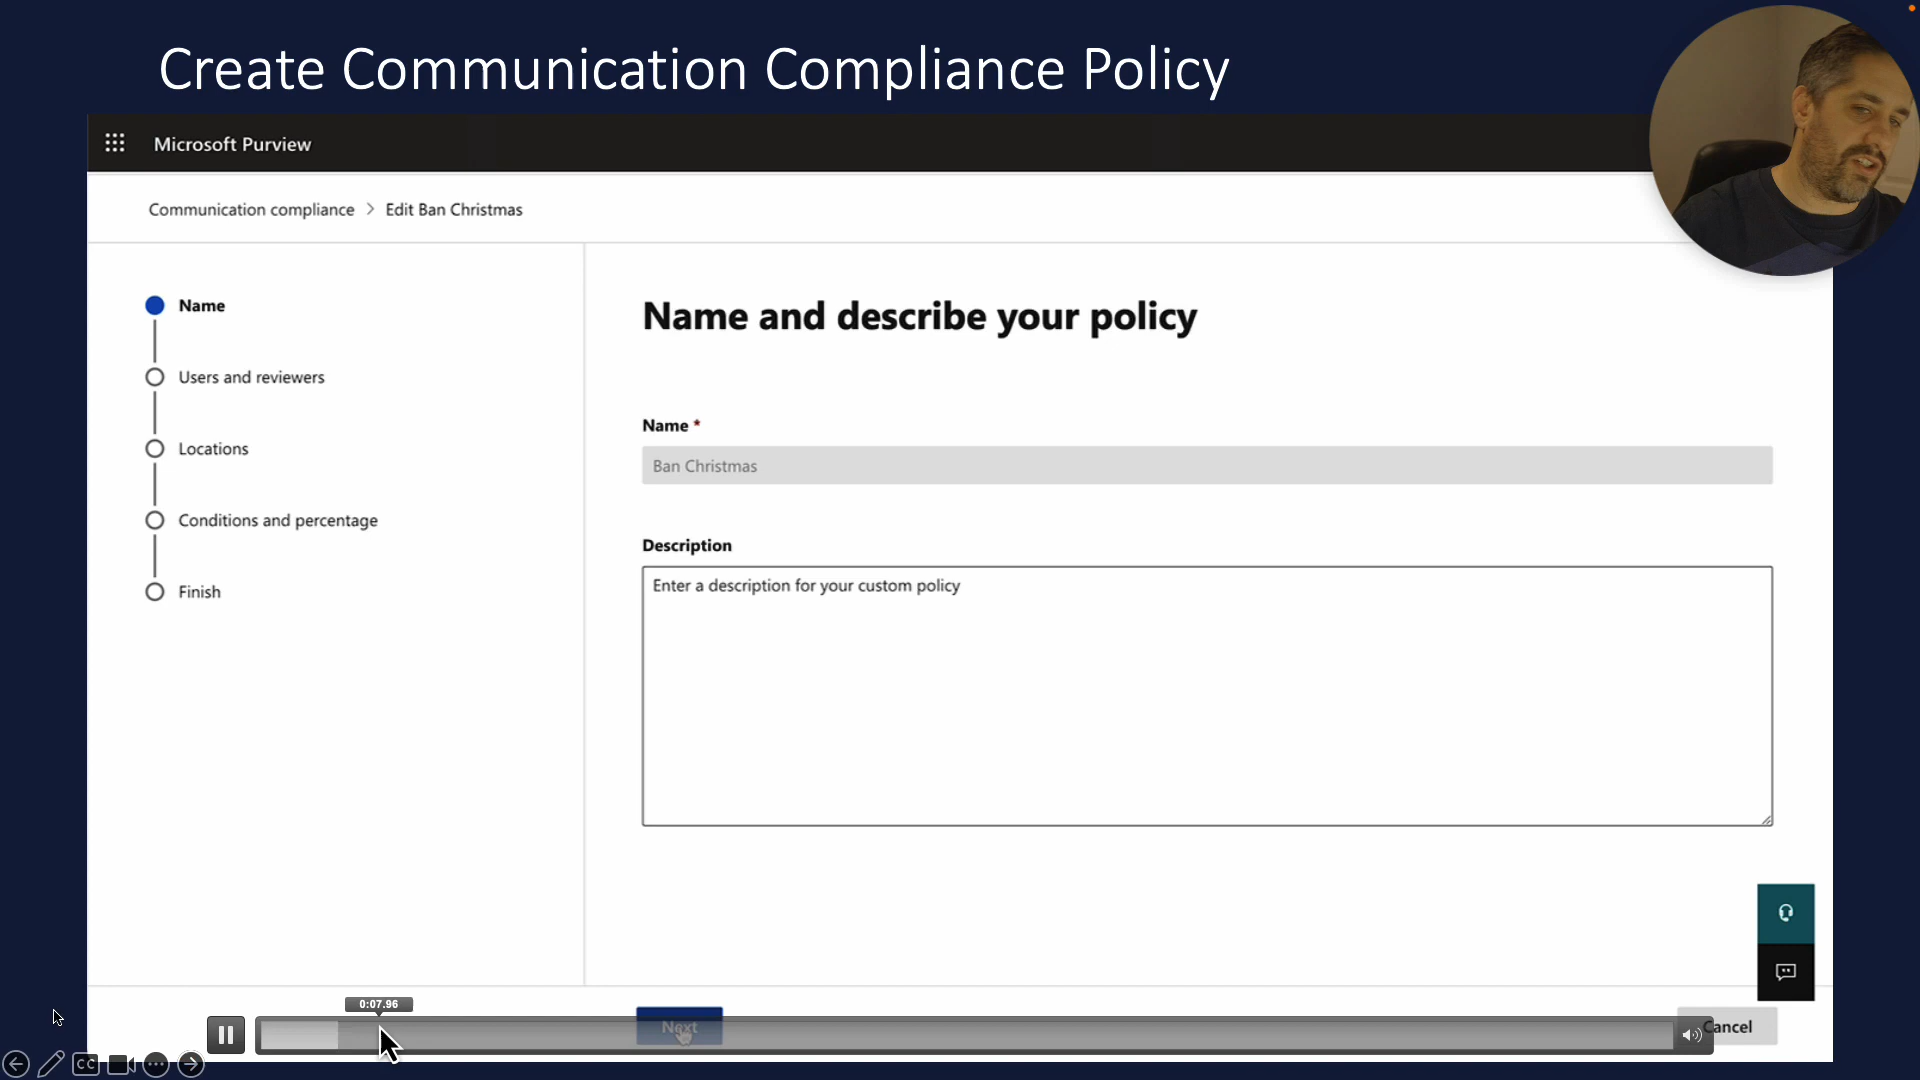 Create Communication Compliance Policy
Microsoft Purview
Communication compliance > Edit Ban Christmas
Name
Users and reviewers
Locations
Conditions and percentage
Finish
Name and describe your policy
Name *
Ban Christmas
Description
Enter a description for your custom policy
0:07.96
Next
Cancel
CC